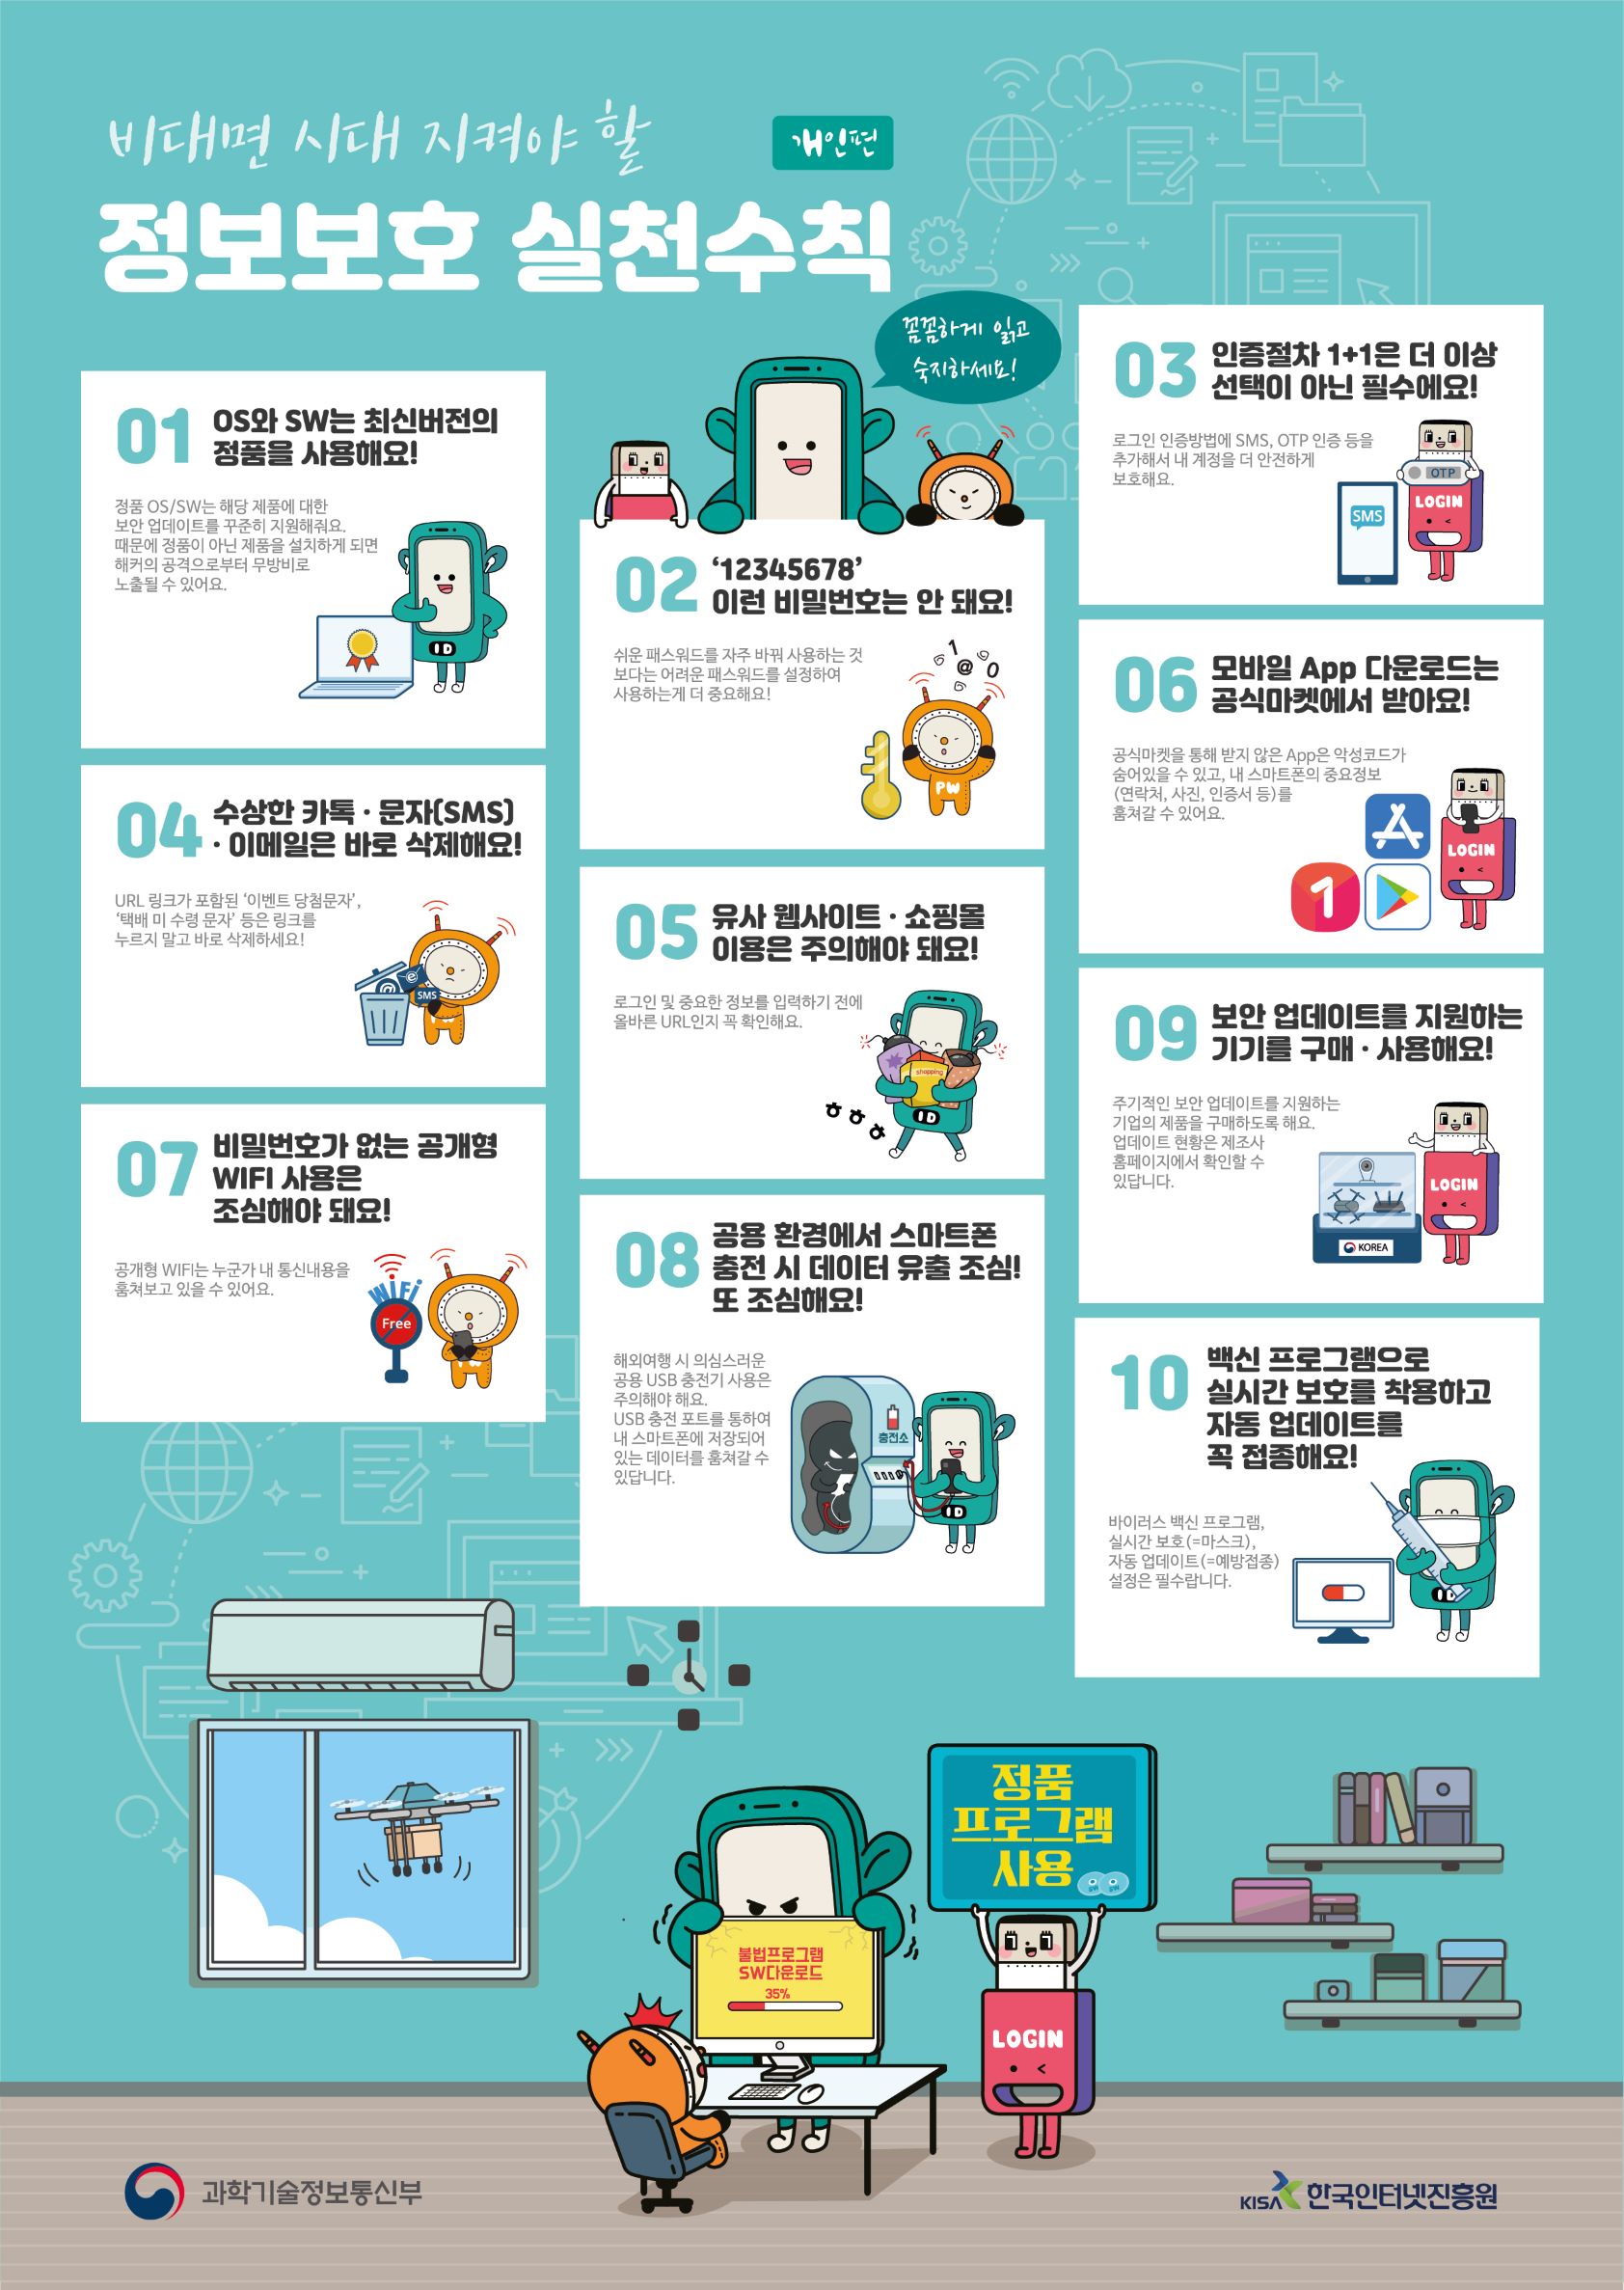 비대면 시대 지켜야 할
개인편
정보보호 실천수칙
꼼꼼하게 읽고
숙지하세요!
01
OS와 SW는 최신버전의
정품을 사용해요!
정품 OS/SW는 해당 제품에 대한
보안 업데이트를 꾸준히 지원해줘요.
때문에 정품이 아닌 제품을 설치하게 되면
해커의 공격으로부터 무방비로
노출될 수 있어요.
ID
02
‘12345678’
이런 비밀번호는 안 돼요!
쉬운 패스워드를 자주 바꿔 사용하는 것
보다는 어려운 패스워드를 설정하여
사용하는게 더 중요해요!
1
@ 0
PW
03
인증절차 1+1은 더 이상
선택이 아닌 필수에요!
로그인 인증방법에 SMS, OTP 인증 등을
추가해서 내 계정을 더 안전하게
보호해요.
OTP
LOGIN
SMS
04
수상한 카톡 · 문자(SMS)
· 이메일은 바로 삭제해요!
URL 링크가 포함된 ‘이벤트 당첨문자’,
‘택배 미 수령 문자’ 등은 링크를
누르지 말고 바로 삭제하세요!
@
e
SMS
05
유사 웹사이트 · 쇼핑몰
이용은 주의해야 돼요!
로그인 및 중요한 정보를 입력하기 전에
올바른 URL인지 꼭 확인해요.
shopping
ID
ㅎㅎㅎ
06
모바일 App 다운로드는
공식마켓에서 받아요!
공식마켓을 통해 받지 않은 App은 악성코드가
숨어있을 수 있고, 내 스마트폰의 중요정보
(연락처, 사진, 인증서 등)를
훔쳐갈 수 있어요.
LOGIN
1
07
비밀번호가 없는 공개형
WIFI 사용은
조심해야 돼요!
공개형 WIFI는 누군가 내 통신내용을
훔쳐보고 있을 수 있어요.
WiFi
Free
08
공용 환경에서 스마트폰
충전 시 데이터 유출 조심!
또 조심해요!
해외여행 시 의심스러운
공용 USB 충전기 사용은
주의해야 해요.
USB 충전 포트를 통하여
내 스마트폰에 저장되어
있는 데이터를 훔쳐갈 수
있답니다.
충전소
ID
09
보안 업데이트를 지원하는
기기를 구매 · 사용해요!
주기적인 보안 업데이트를 지원하는
기업의 제품을 구매하도록 해요.
업데이트 현황은 제조사
홈페이지에서 확인할 수
있답니다.
LOGIN
KOREA
10
백신 프로그램으로
실시간 보호를 착용하고
자동 업데이트를
꼭 접종해요!
바이러스 백신 프로그램,
실시간 보호(=마스크),
자동 업데이트(=예방접종)
설정은 필수랍니다.
정품
프로그램
사용
불법프로그램
SW다운로드
35%
LOGIN
과학기술정보통신부
KISA 한국인터넷진흥원